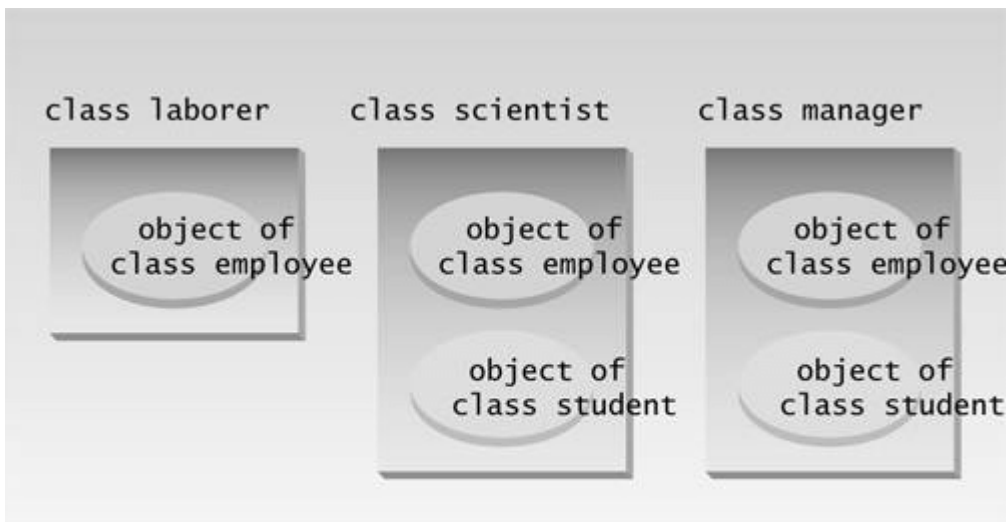 class laborer
object of
class employee
class scientist
object of
class employee
object of
class student
class manager
object of
class employee
object of
class student